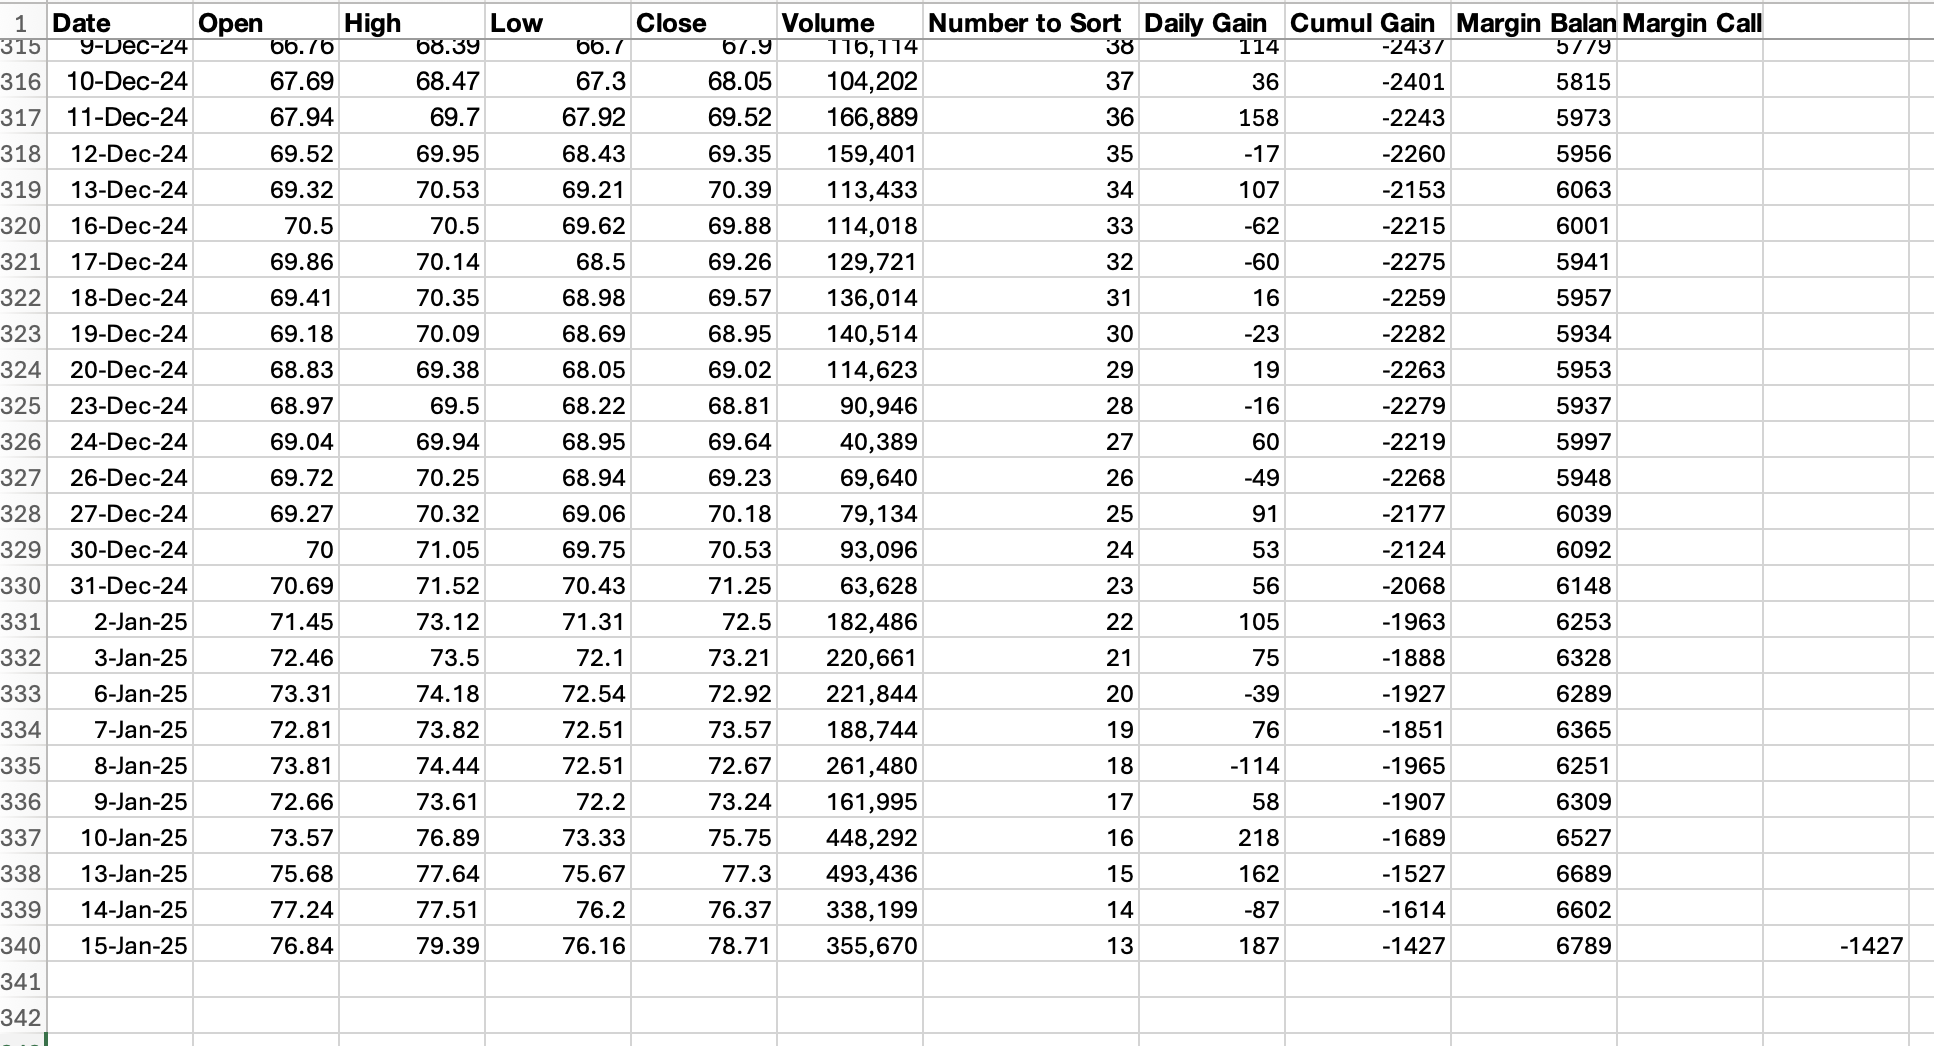 1 Date Open High Low Close Volume Number to Sort Daily Gain Cumul Gain Margin Balan Margin Call
315 9-Dec-24 66.76 68.39 66.7 67.9 116,114 38 114 -2437 5779
316 10-Dec-24 67.69 68.47 67.3 68.05 104,202 37 36 -2401 5815
317 11-Dec-24 67.94 69.7 67.92 69.52 166,889 36 158 -2243 5973
318 12-Dec-24 69.52 69.95 68.43 69.35 159,401 35 -17 -2260 5956
319 13-Dec-24 69.32 70.53 69.21 70.39 113,433 34 107 -2153 6063
320 16-Dec-24 70.5 70.5 69.62 69.88 114,018 33 -62 -2215 6001
321 17-Dec-24 69.86 70.14 68.5 69.26 129,721 32 -60 -2275 5941
322 18-Dec-24 69.41 70.35 68.98 69.57 136,014 31 16 -2259 5957
323 19-Dec-24 69.18 70.09 68.69 68.95 140,514 30 -23 -2282 5934
324 20-Dec-24 68.83 69.38 68.05 69.02 114,623 29 19 -2263 5953
325 23-Dec-24 68.97 69.5 68.22 68.81 90,946 28 -16 -2279 5937
326 24-Dec-24 69.04 69.94 68.95 69.64 40,389 27 60 -2219 5997
327 26-Dec-24 69.72 70.25 68.94 69.23 69,640 26 -49 -2268 5948
328 27-Dec-24 69.27 70.32 69.06 70.18 79,134 25 91 -2177 6039
329 30-Dec-24 70 71.05 69.75 70.53 93,096 24 53 -2124 6092
330 31-Dec-24 70.69 71.52 70.43 71.25 63,628 23 56 -2068 6148
331 2-Jan-25 71.45 73.12 71.31 72.5 182,486 22 105 -1963 6253
332 3-Jan-25 72.46 73.5 72.1 73.21 220,661 21 75 -1888 6328
333 6-Jan-25 73.31 74.18 72.54 72.92 221,844 20 -39 -1927 6289
334 7-Jan-25 72.81 73.82 72.51 73.57 188,744 19 76 -1851 6365
335 8-Jan-25 73.81 74.44 72.51 72.67 261,480 18 -114 -1965 6251
336 9-Jan-25 72.66 73.61 72.2 73.24 161,995 17 58 -1907 6309
337 10-Jan-25 73.57 76.89 73.33 75.75 448,292 16 218 -1689 6527
338 13-Jan-25 75.68 77.64 75.67 77.3 493,436 15 162 -1527 6689
339 14-Jan-25 77.24 77.51 76.2 76.37 338,199 14 -87 -1614 6602
340 15-Jan-25 76.84 79.39 76.16 78.71 355,670 13 187 -1427 6789 -1427
341
342